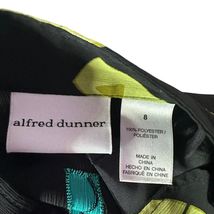 alfred dunner
8
100% POLYESTER /
POLIÉSTER
MADE IN CHINA
HECHO EN CHINA
FABRIQUÉ EN CHINE